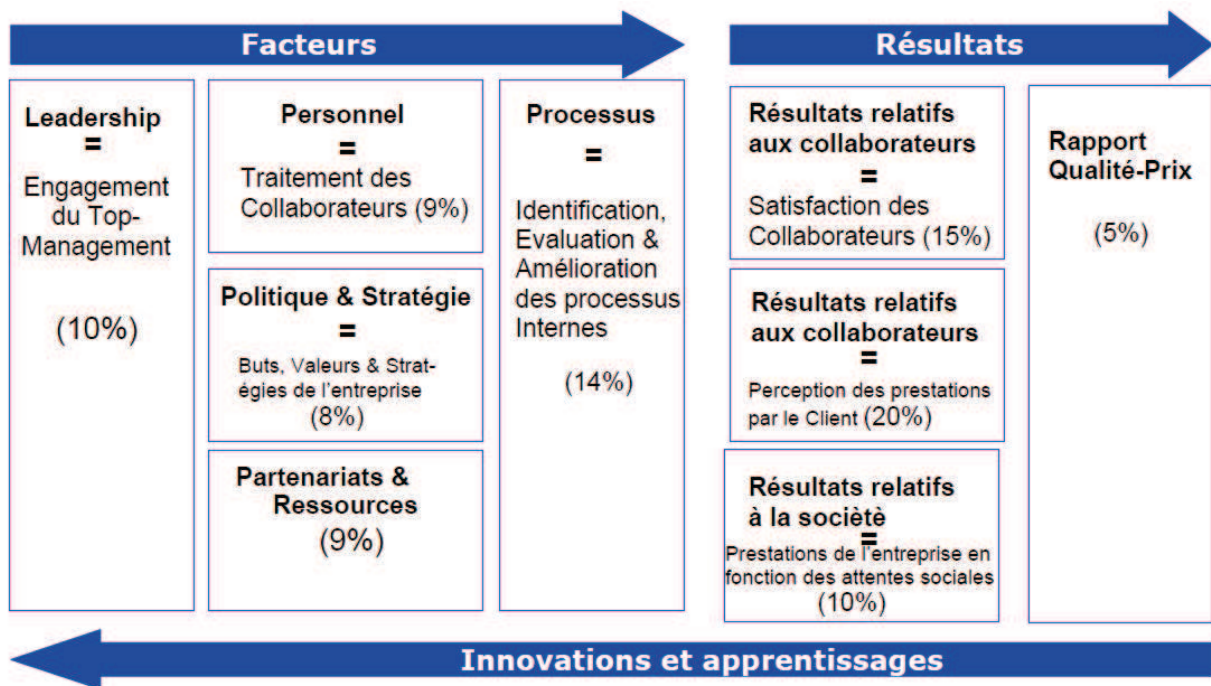 Facteurs
Résultats
Leadership
=
Engagement
du Top-
Management
(10%)
Personnel
=
Traitement des
Collaborateurs (9%)
Politique & Stratégie
=
Buts, Valeurs & Strat-
égies de l'entreprise
(8%)
Partenariats &
Ressources
(9%)
Processus
=
Identification,
Evaluation &
Amélioration
des processus
Internes
(14%)
Résultats relatifs
aux collaborateurs
=
Satisfaction des
Collaborateurs (15%)
Résultats relatifs
aux collaborateurs
=
Perception des prestations
par le Client (20%)
Résultats relatifs
à la sociètè
=
Prestations de l'entreprise en
fonction des attentes sociales
(10%)
Rapport
Qualité-Prix
(5%)
Innovations et apprentissages